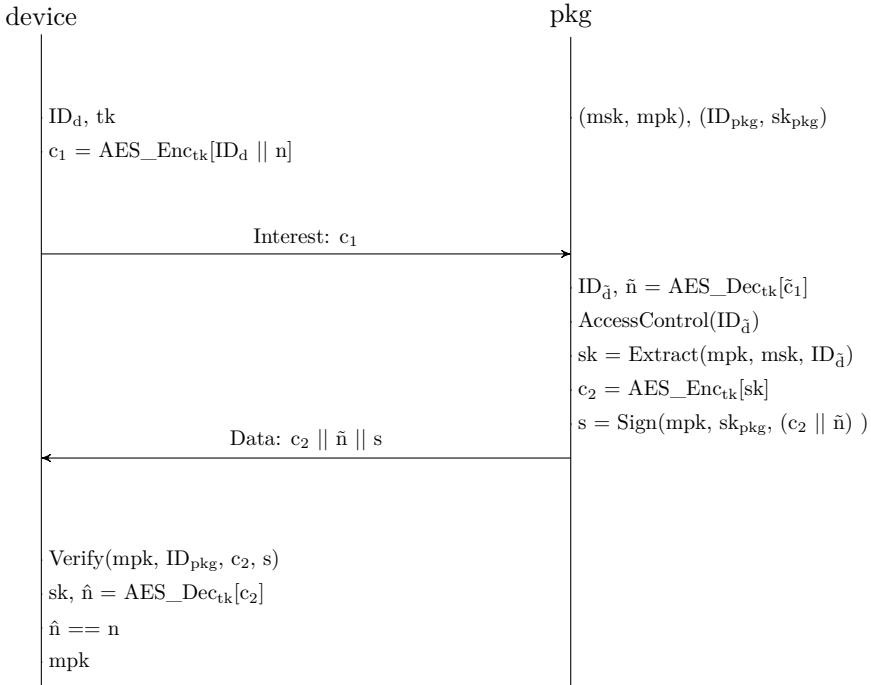 device
pkg
ID_d, tk
(msk, mpk), (ID_pkg, sk_pkg)
c_1 = AES_Enc_tk[ID_d || n]
Interest: c_1
ID_d̃, ñ = AES_Dec_tk[c̃_1]
AccessControl(ID_d̃)
sk = Extract(mpk, msk, ID_d̃)
c_2 = AES_Enc_tk[sk]
s = Sign(mpk, sk_pkg, (c_2 || ñ) )
Data: c_2 || ñ || s
Verify(mpk, ID_pkg, c_2, s)
sk, n̂ = AES_Dec_tk[c_2]
n̂ == n
mpk